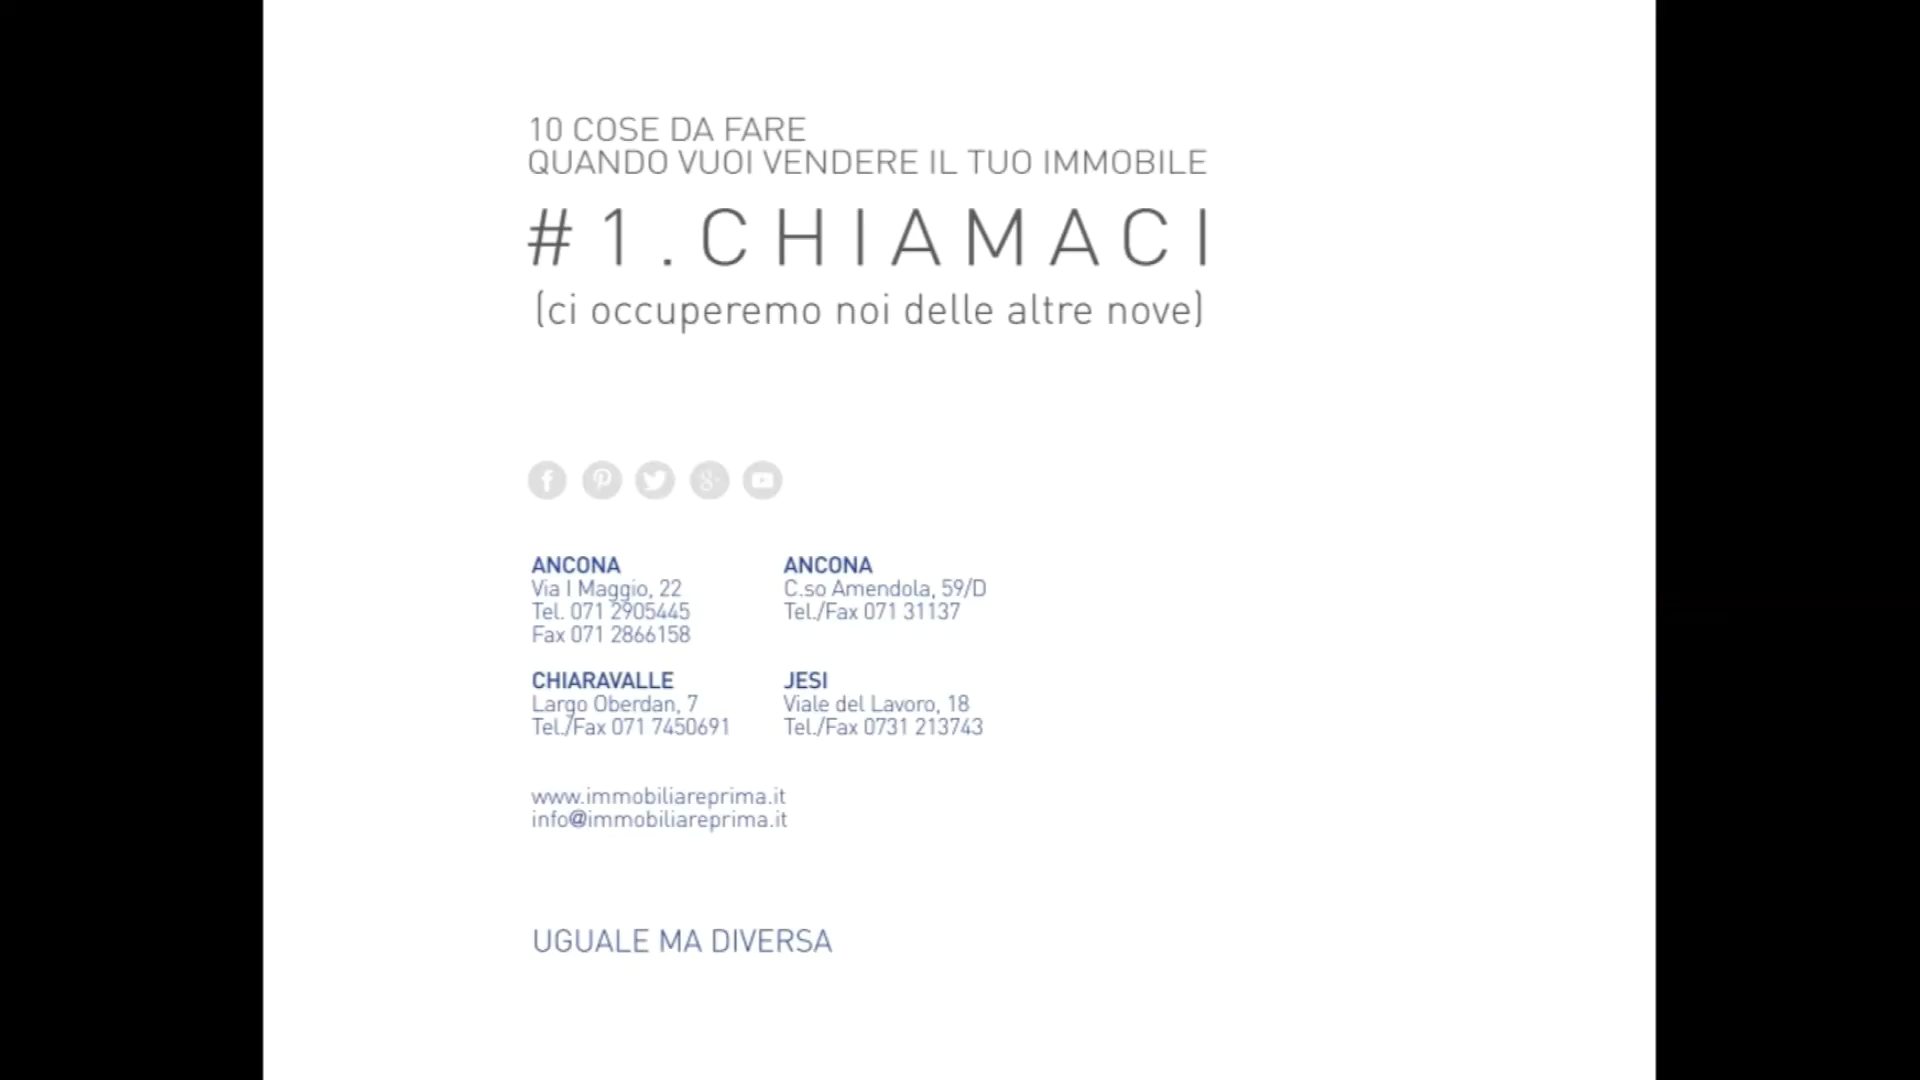 10 COSE DA FARE
QUANDO VUOI VENDERE IL TUO IMMOBILE
#1.CHIAMACI
(ci occuperemo noi delle altre nove)
ANCONA
Via I Maggio, 22
Tel. 071 2905445
Fax 071 2866158
ANCONA
C.so Amendola, 59/D
Tel./Fax 071 31137
CHIARAVALLE
Largo Oberdan, 7
Tel./Fax 071 7450691
JESI
Viale del Lavoro, 18
Tel./Fax 0731 213743
www.immobiliareprima.it
info@immobiliareprima.it
UGUALE MA DIVERSA